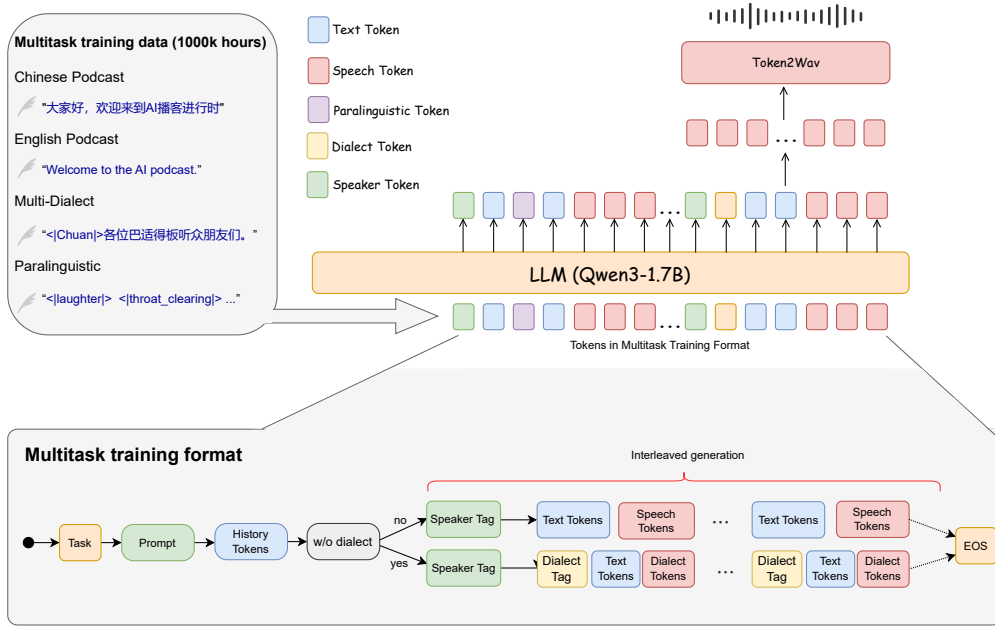 Multitask training data (1000k hours)
Chinese Podcast
"大家好，欢迎来到AI播客进行时"
English Podcast
“Welcome to the AI podcast.”
Multi-Dialect
“<|Chuan|>各位巴适得板听众朋友们。”
Paralinguistic
“<|laughter|> <|throat_clearing|> ...”
Text Token
Speech Token
Paralinguistic Token
Dialect Token
Speaker Token
Token2Wav
...
...
LLM (Qwen3-1.7B)
...
Tokens in Multitask Training Format
Multitask training format
Interleaved generation
Task
Prompt
History
Tokens
w/o dialect
no
yes
Speaker Tag
Text Tokens
Speech
Tokens
...
Text Tokens
Speech
Tokens
Speaker Tag
Dialect
Tag
Text
Tokens
Dialect
Tokens
...
Dialect
Tag
Text
Tokens
Dialect
Tokens
EOS